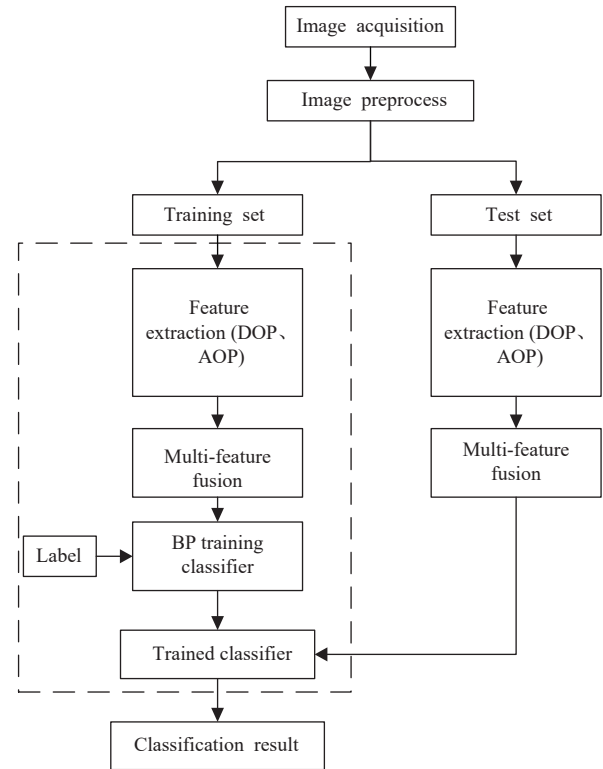 Image acquisition
Image preprocess
Training set
Test set
Feature
extraction (DOP、
AOP)
Feature
extraction (DOP、
AOP)
Multi-feature
fusion
Multi-feature
fusion
Label
BP training
classifier
Trained classifier
Classification result